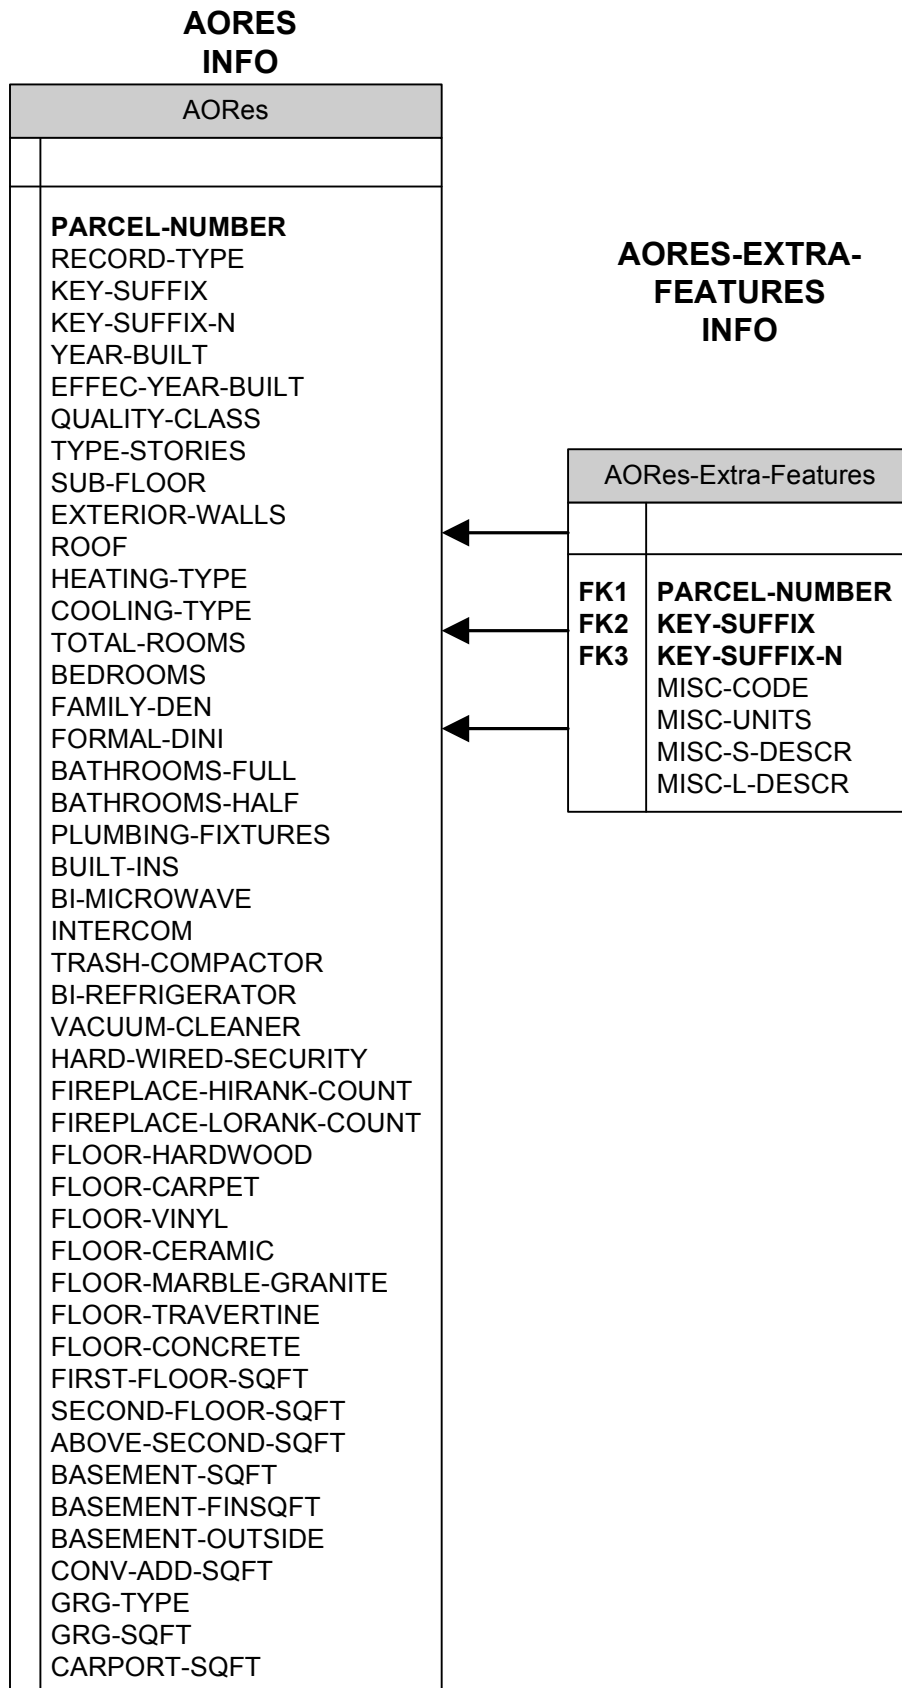 AORES
INFO
AORes
PARCEL-NUMBER
RECORD-TYPE
KEY-SUFFIX
KEY-SUFFIX-N
YEAR-BUILT
EFFEC-YEAR-BUILT
QUALITY-CLASS
TYPE-STORIES
SUB-FLOOR
EXTERIOR-WALLS
ROOF
HEATING-TYPE
COOLING-TYPE
TOTAL-ROOMS
BEDROOMS
FAMILY-DEN
FORMAL-DINI
BATHROOMS-FULL
BATHROOMS-HALF
PLUMBING-FIXTURES
BUILT-INS
BI-MICROWAVE
INTERCOM
TRASH-COMPACTOR
BI-REFRIGERATOR
VACUUM-CLEANER
HARD-WIRED-SECURITY
FIREPLACE-HIRANK-COUNT
FIREPLACE-LORANK-COUNT
FLOOR-HARDWOOD
FLOOR-CARPET
FLOOR-VINYL
FLOOR-CERAMIC
FLOOR-MARBLE-GRANITE
FLOOR-TRAVERTINE
FLOOR-CONCRETE
FIRST-FLOOR-SQFT
SECOND-FLOOR-SQFT
ABOVE-SECOND-SQFT
BASEMENT-SQFT
BASEMENT-FINSQFT
BASEMENT-OUTSIDE
CONV-ADD-SQFT
GRG-TYPE
GRG-SQFT
CARPORT-SQFT
AORES-EXTRA-
FEATURES
INFO
AORes-Extra-Features
FK1 PARCEL-NUMBER
FK2 KEY-SUFFIX
FK3 KEY-SUFFIX-N
MISC-CODE
MISC-UNITS
MISC-S-DESCR
MISC-L-DESCR